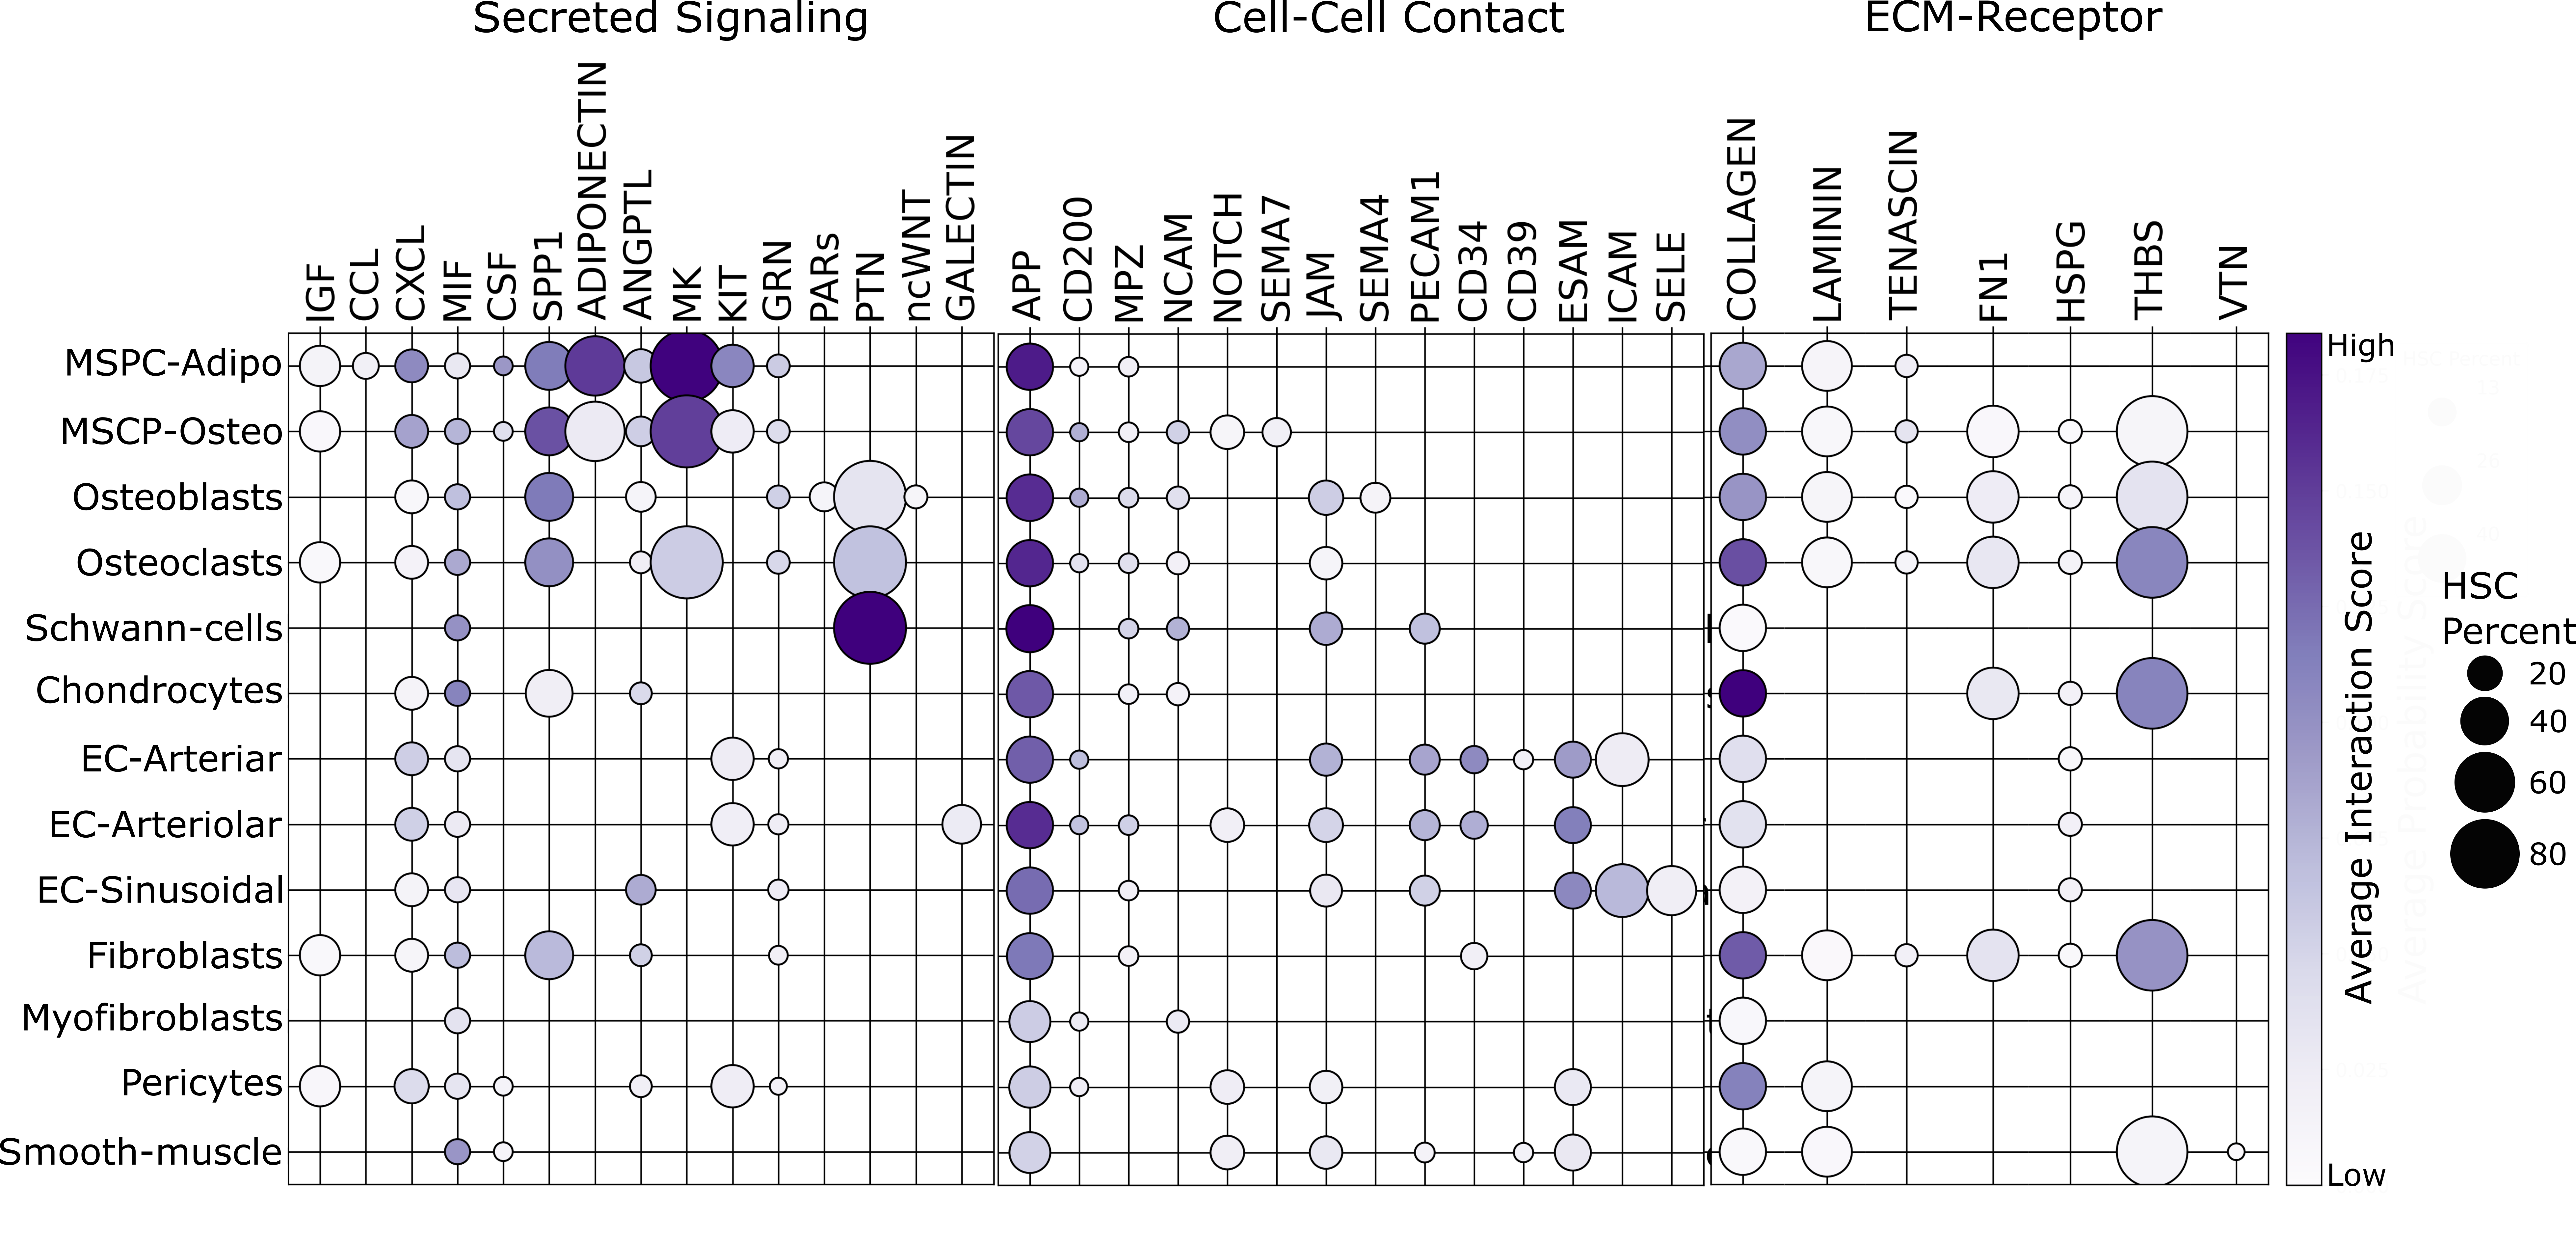 Secreted Signaling
Cell-Cell Contact
ECM-Receptor
IGF
CCL
CXCL
MIF
CSF
SPP1
ADIPONECTIN
ANGPTL
MK
KIT
GRN
PARs
PTN
ncWNT
GALECTIN
APP
CD200
MPZ
NCAM
NOTCH
SEMA7
JAM
SEMA4
PECAM1
CD34
CD39
ESAM
ICAM
SELE
COLLAGEN
LAMININ
TENASCIN
FN1
HSPG
THBS
VTN
MSPC-Adipo
MSCP-Osteo
Osteoblasts
Osteoclasts
Schwann-cells
Chondrocytes
EC-Arteriar
EC-Arteriolar
EC-Sinusoidal
Fibroblasts
Myofibroblasts
Pericytes
Smooth-muscle
High
Low
Average Interaction Score
HSC
Percent
20
40
60
80